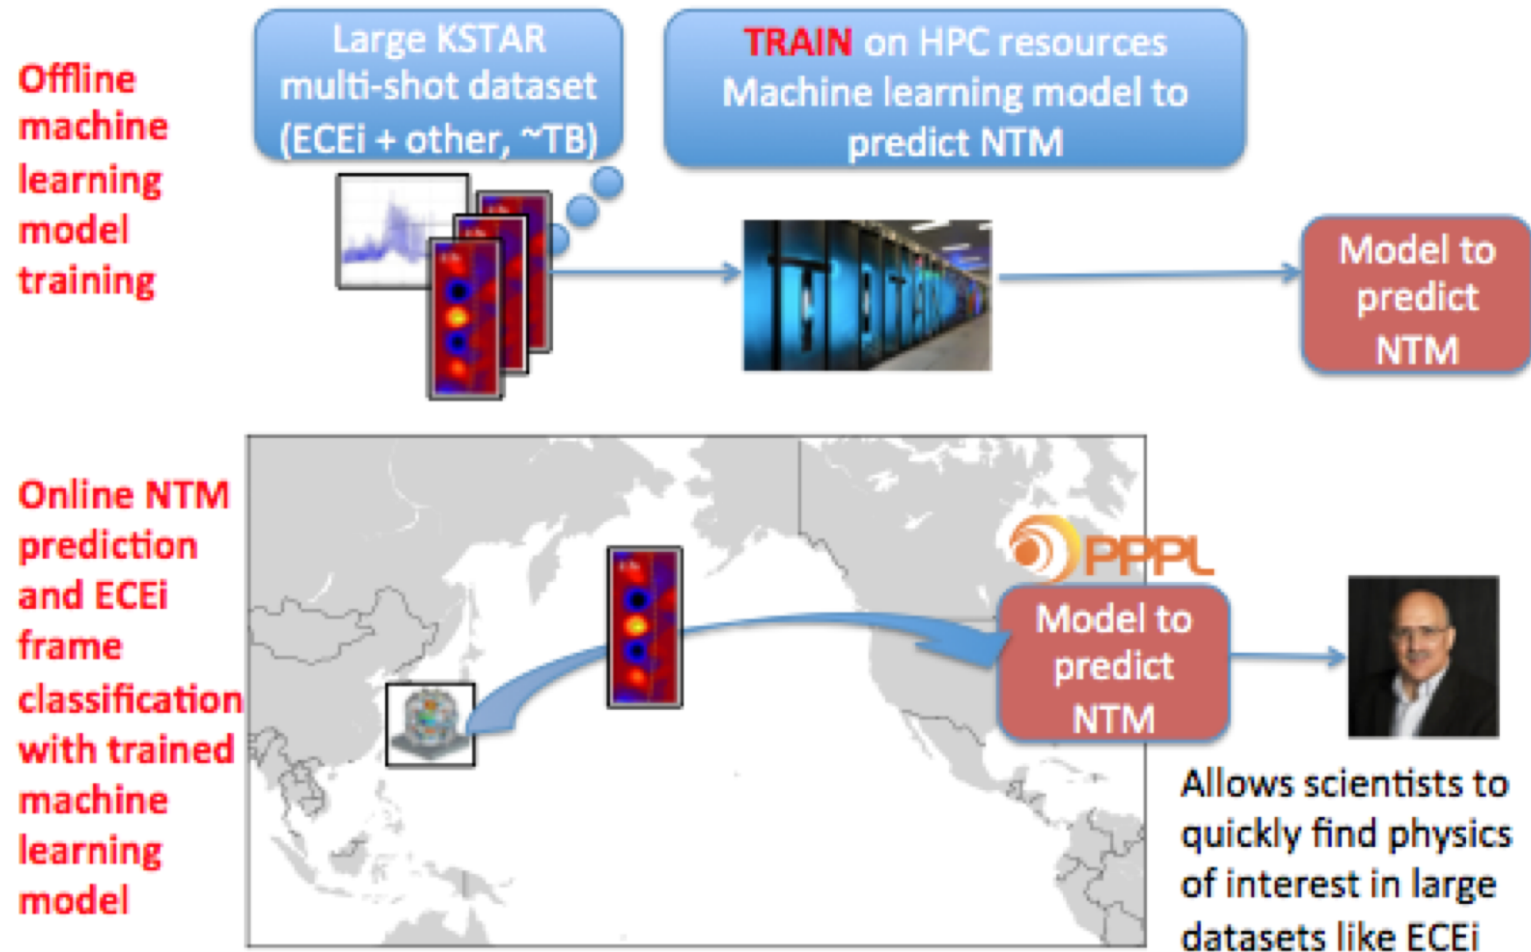 Offline
machine
learning
model
training
Large KSTAR
multi-shot dataset
(ECEi + other, ~TB)
TRAIN on HPC resources
Machine learning model to
predict NTM
TITAN
Model to
predict
NTM
Online NTM
prediction
and ECEi
frame
classification
with trained
machine
learning
model
PPPL
Model to
predict
NTM
Allows scientists to
quickly find physics
of interest in large
datasets like ECEi